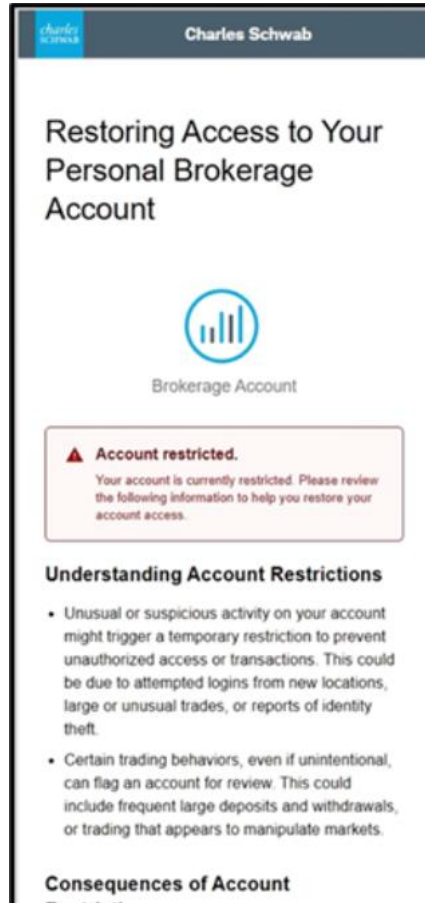 charles
SCHWAB
Charles Schwab
Restoring Access to Your
Personal Brokerage
Account
Brokerage Account
Account restricted.
Your account is currently restricted. Please review
the following information to help you restore your
account access.
Understanding Account Restrictions
• Unusual or suspicious activity on your account
might trigger a temporary restriction to prevent
unauthorized access or transactions. This could
be due to attempted logins from new locations,
large or unusual trades, or reports of identity
theft.
• Certain trading behaviors, even if unintentional,
can flag an account for review. This could
include frequent large deposits and withdrawals,
or trading that appears to manipulate markets.
Consequences of Account